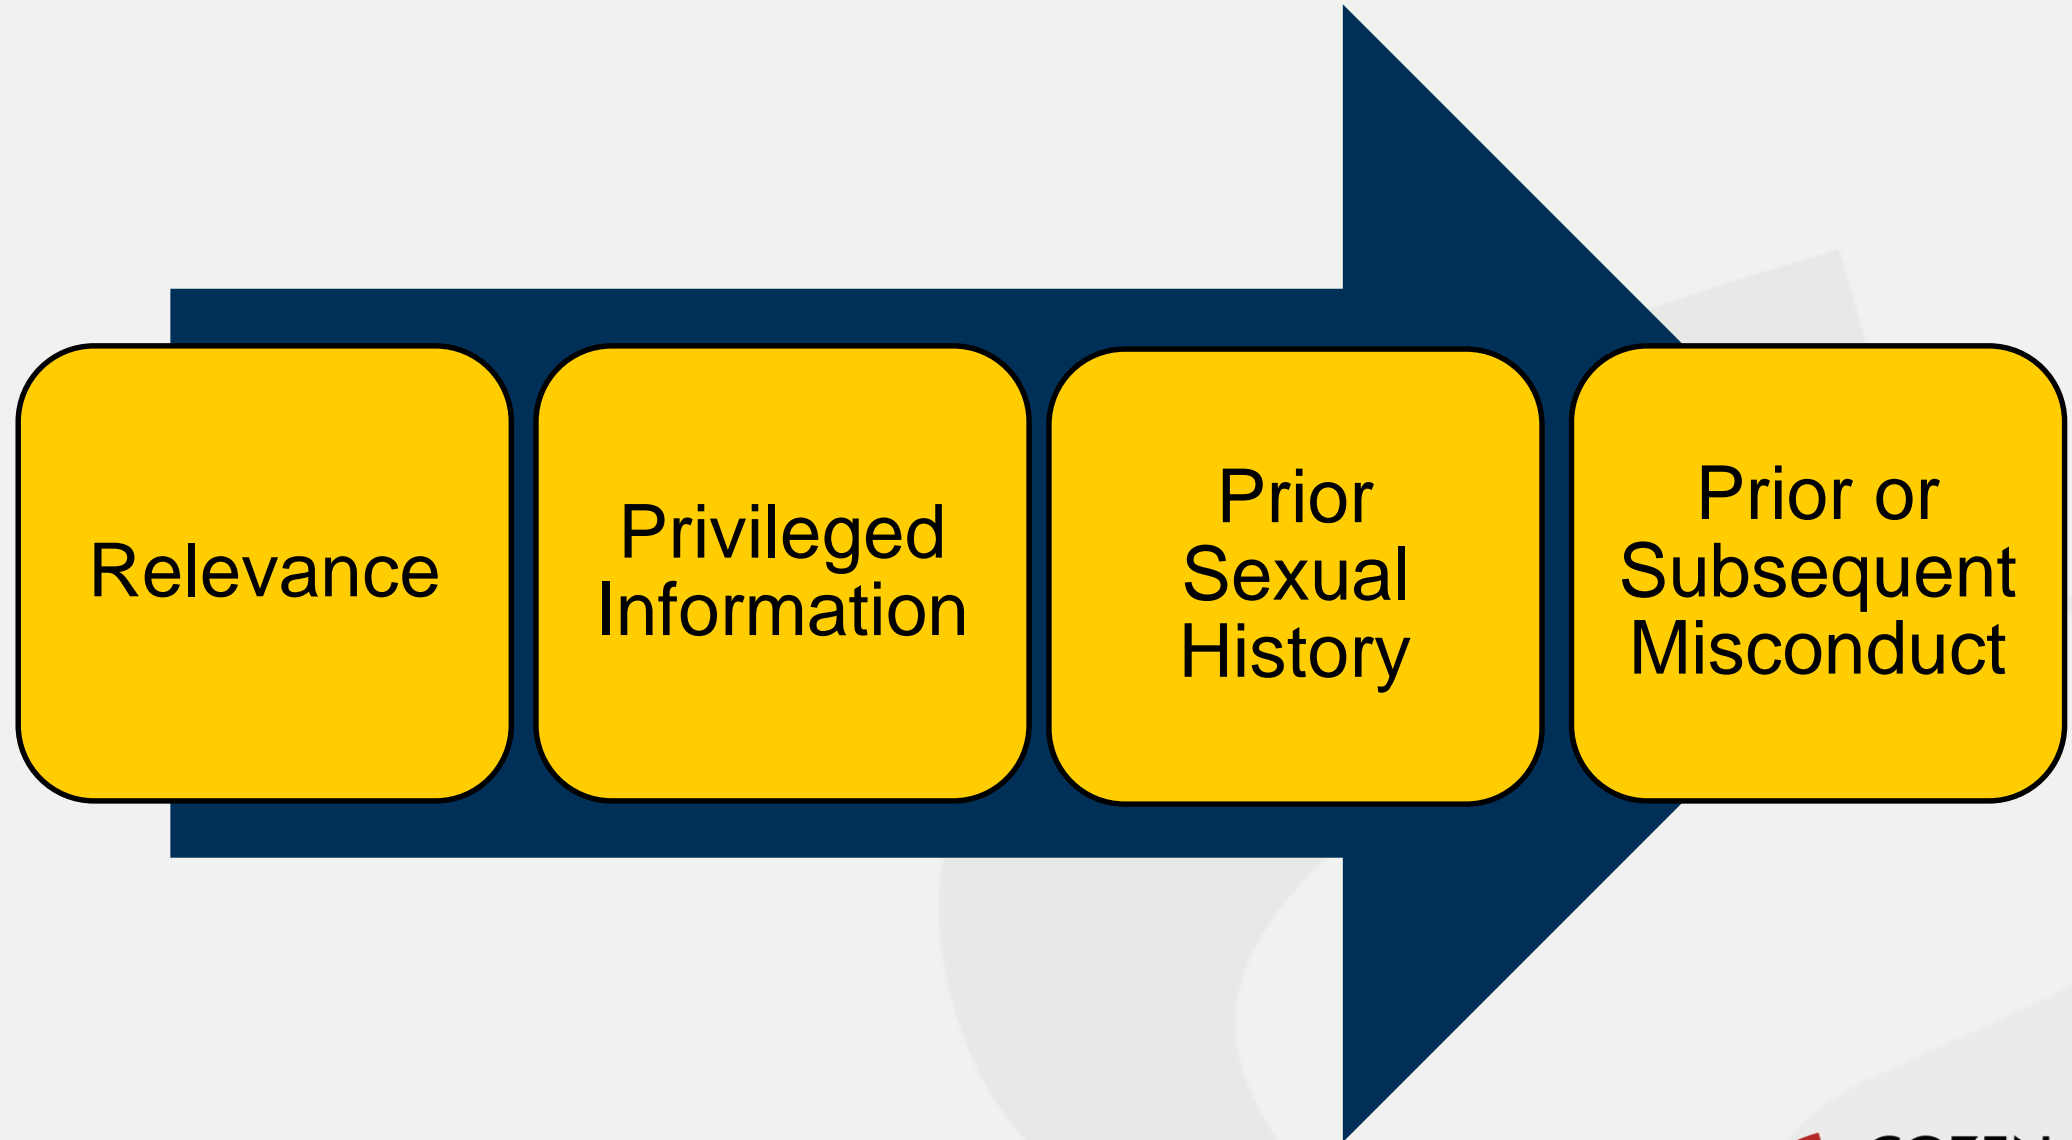 Relevance
Privileged
Information
Prior
Sexual
History
Prior or
Subsequent
Misconduct